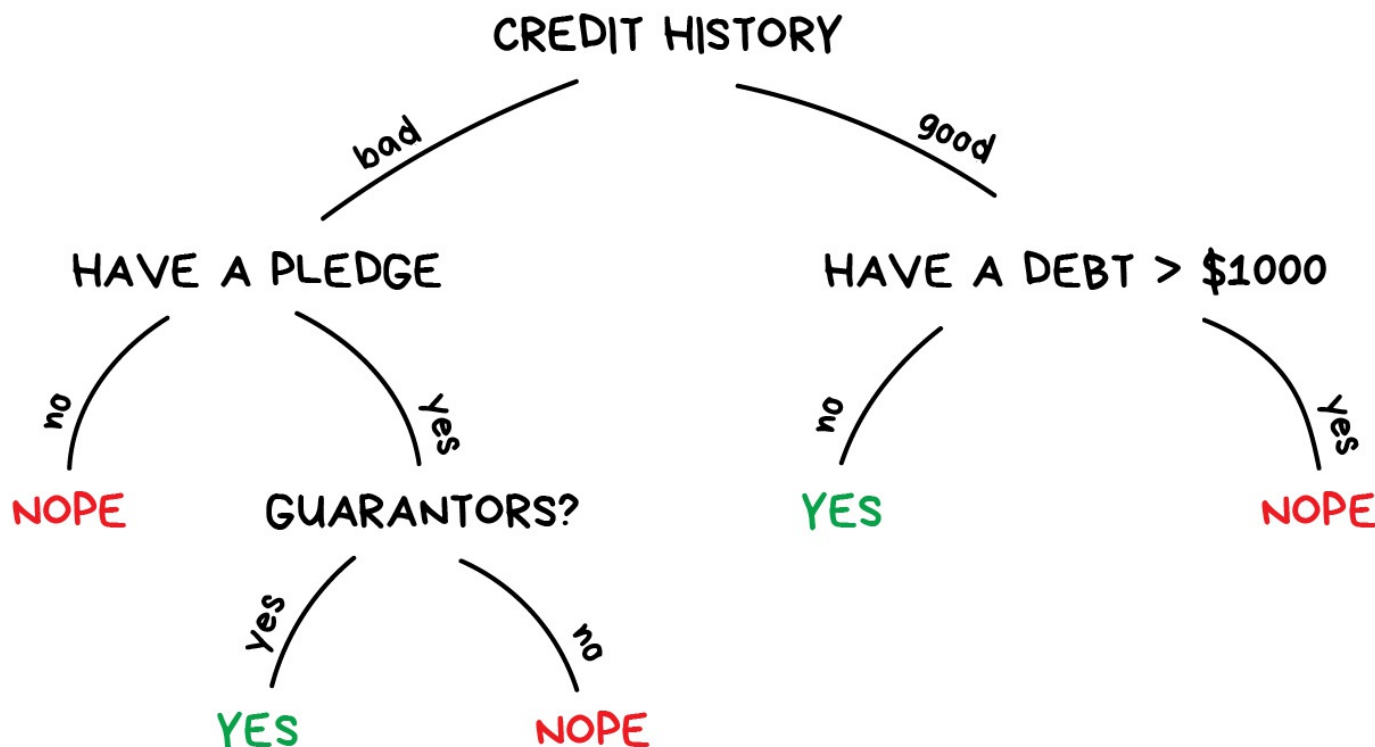 CREDIT HISTORY
bad
good
HAVE A PLEDGE
HAVE A DEBT > $1000
no
yes
no
yes
NOPE
GUARANTORS?
YES
NOPE
yes
no
YES
NOPE